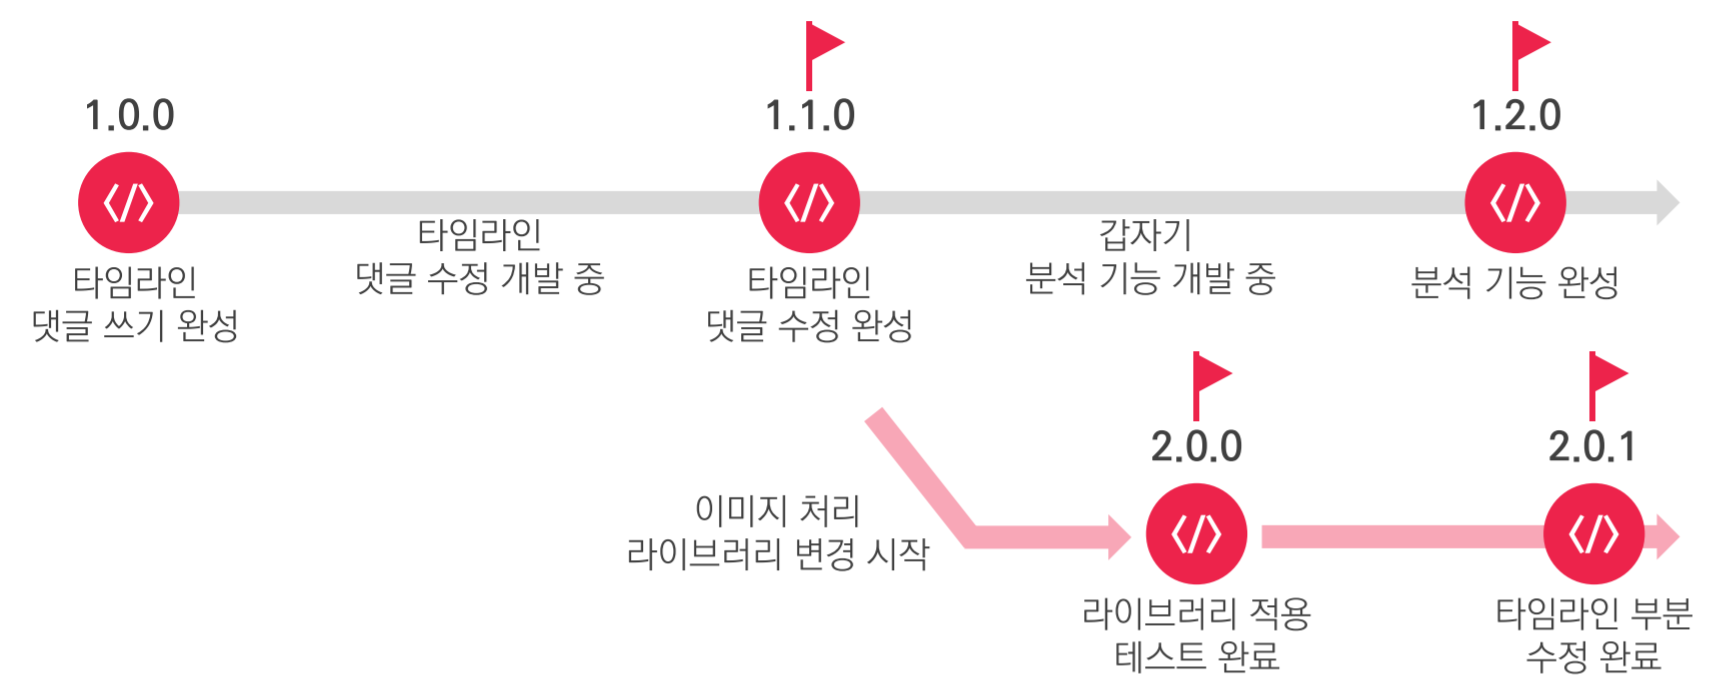 1.0.0
1.1.0
1.2.0
타임라인
댓글 쓰기 완성
타임라인
댓글 수정 개발 중
타임라인
댓글 수정 완성
갑자기
분석 기능 개발 중
분석 기능 완성
2.0.0
2.0.1
이미지 처리
라이브러리 변경 시작
라이브러리 적용
테스트 완료
타임라인 부분
수정 완료